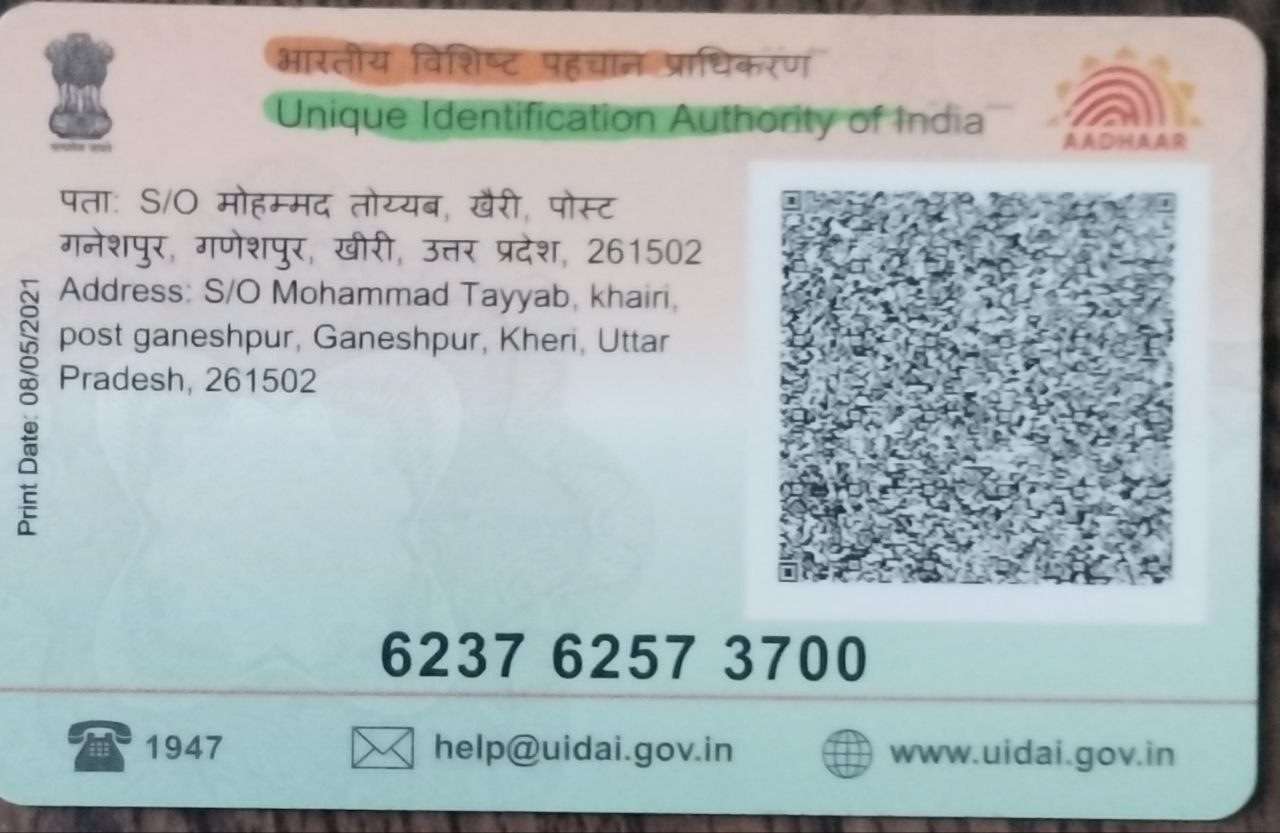 भारतीय विशिष्ट पहचान प्राधिकरण
Unique Identification Authority of India
AADHAAR
पता: S/O मोहम्मद तोय्यब, खैरी, पोस्ट
गनेशपुर, गणेशपुर, खीरी, उत्तर प्रदेश, 261502
Address: S/O Mohammad Tayyab, khairi,
post ganeshpur, Ganeshpur, Kheri, Uttar
Pradesh, 261502
Print Date: 08/05/2021
6237 6257 3700
1947
help@uidai.gov.in
www.uidai.gov.in